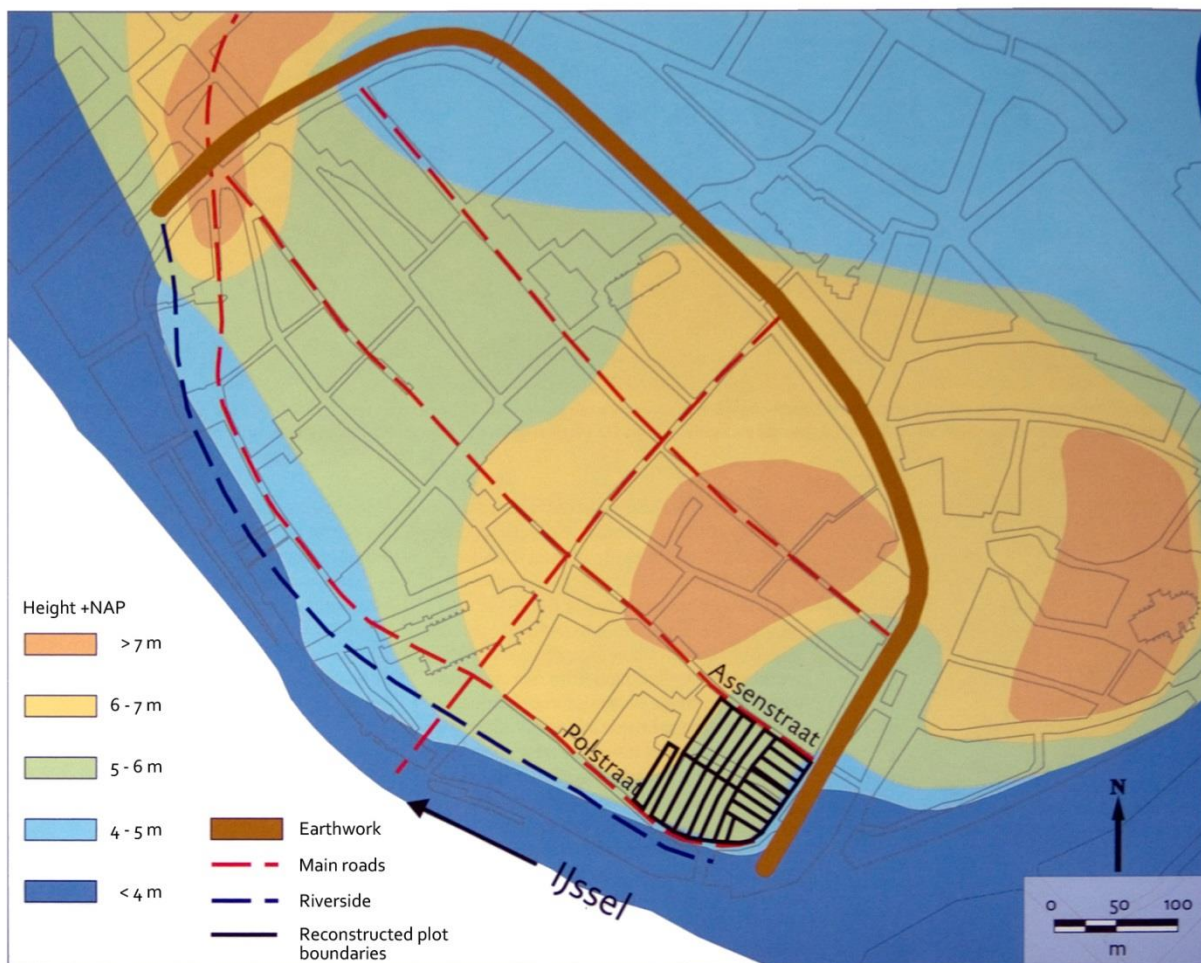 Assenstraat
Polstraat
IJssel
Height +NAP
> 7 m
6 - 7 m
5 - 6 m
4 - 5 m
< 4 m
Earthwork
Main roads
Riverside
Reconstructed plot
boundaries
N
0 50 100
m